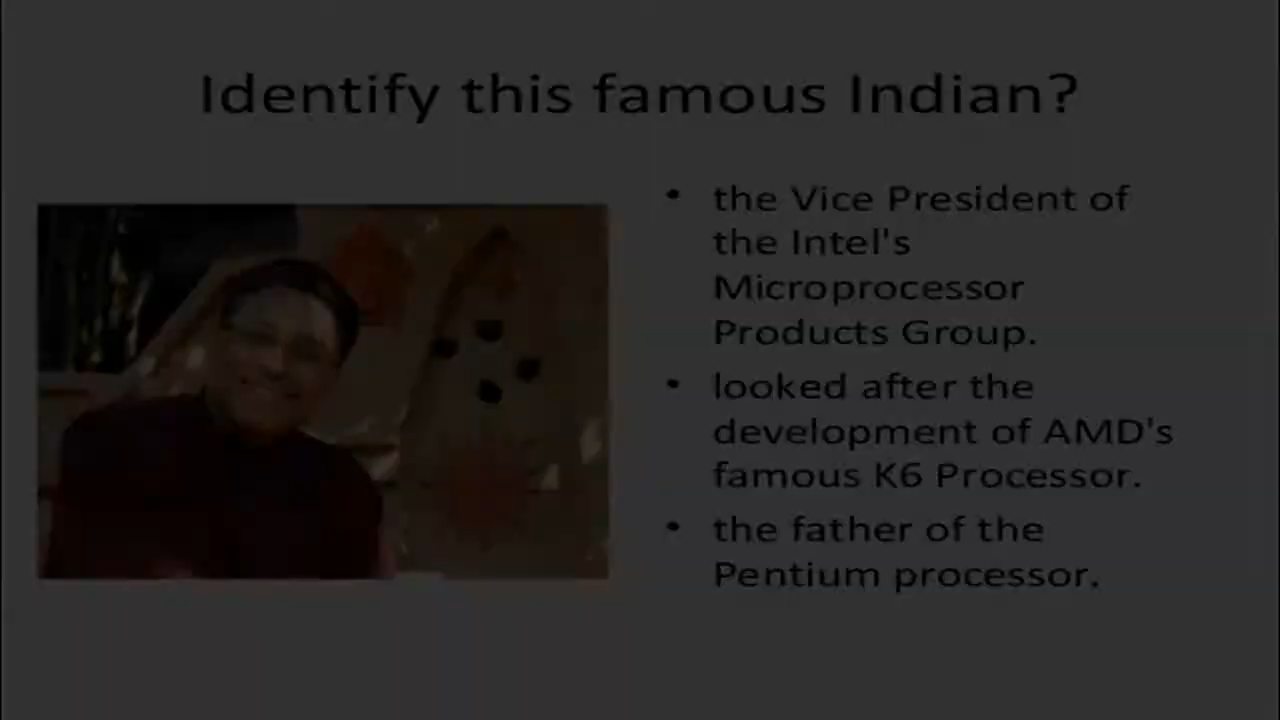 Identify this famous Indian?
• the Vice President of
the Intel's
Microprocessor
Products Group.
• looked after the
development of AMD's
famous K6 Processor.
• the father of the
Pentium processor.